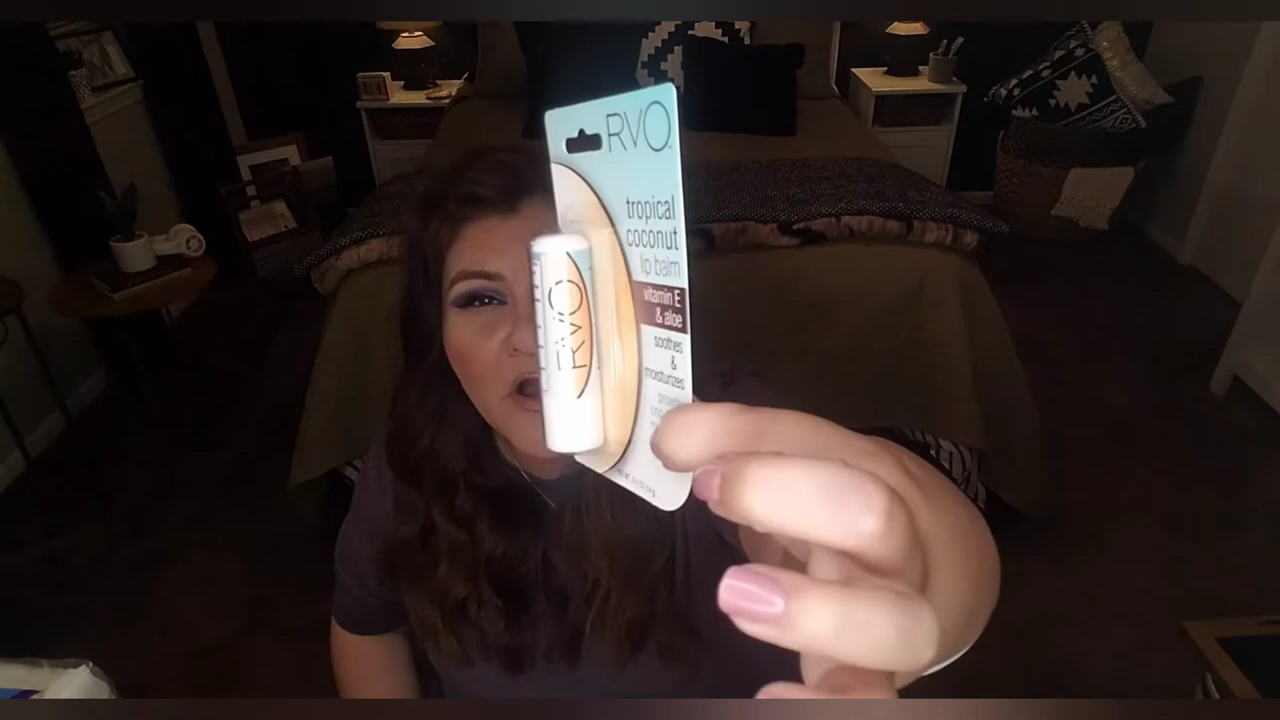 RVO
tropical
coconut
lip balm
vitamin E
& aloe
soothes
&
moisturizes
RVO